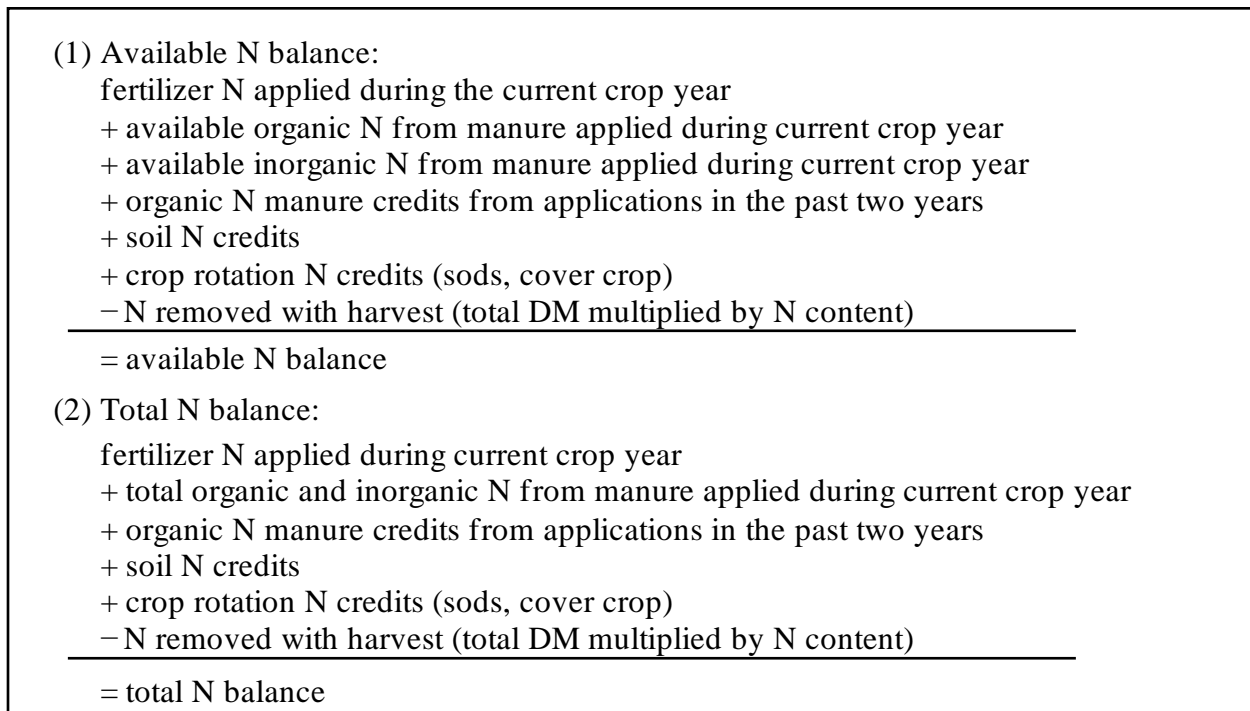 (1) Available N balance:
fertilizer N applied during the current crop year
+ available organic N from manure applied during current crop year
+ available inorganic N from manure applied during current crop year
+ organic N manure credits from applications in the past two years
+ soil N credits
+ crop rotation N credits (sods, cover crop)
− N removed with harvest (total DM multiplied by N content)
= available N balance
(2) Total N balance:
fertilizer N applied during current crop year
+ total organic and inorganic N from manure applied during current crop year
+ organic N manure credits from applications in the past two years
+ soil N credits
+ crop rotation N credits (sods, cover crop)
− N removed with harvest (total DM multiplied by N content)
= total N balance